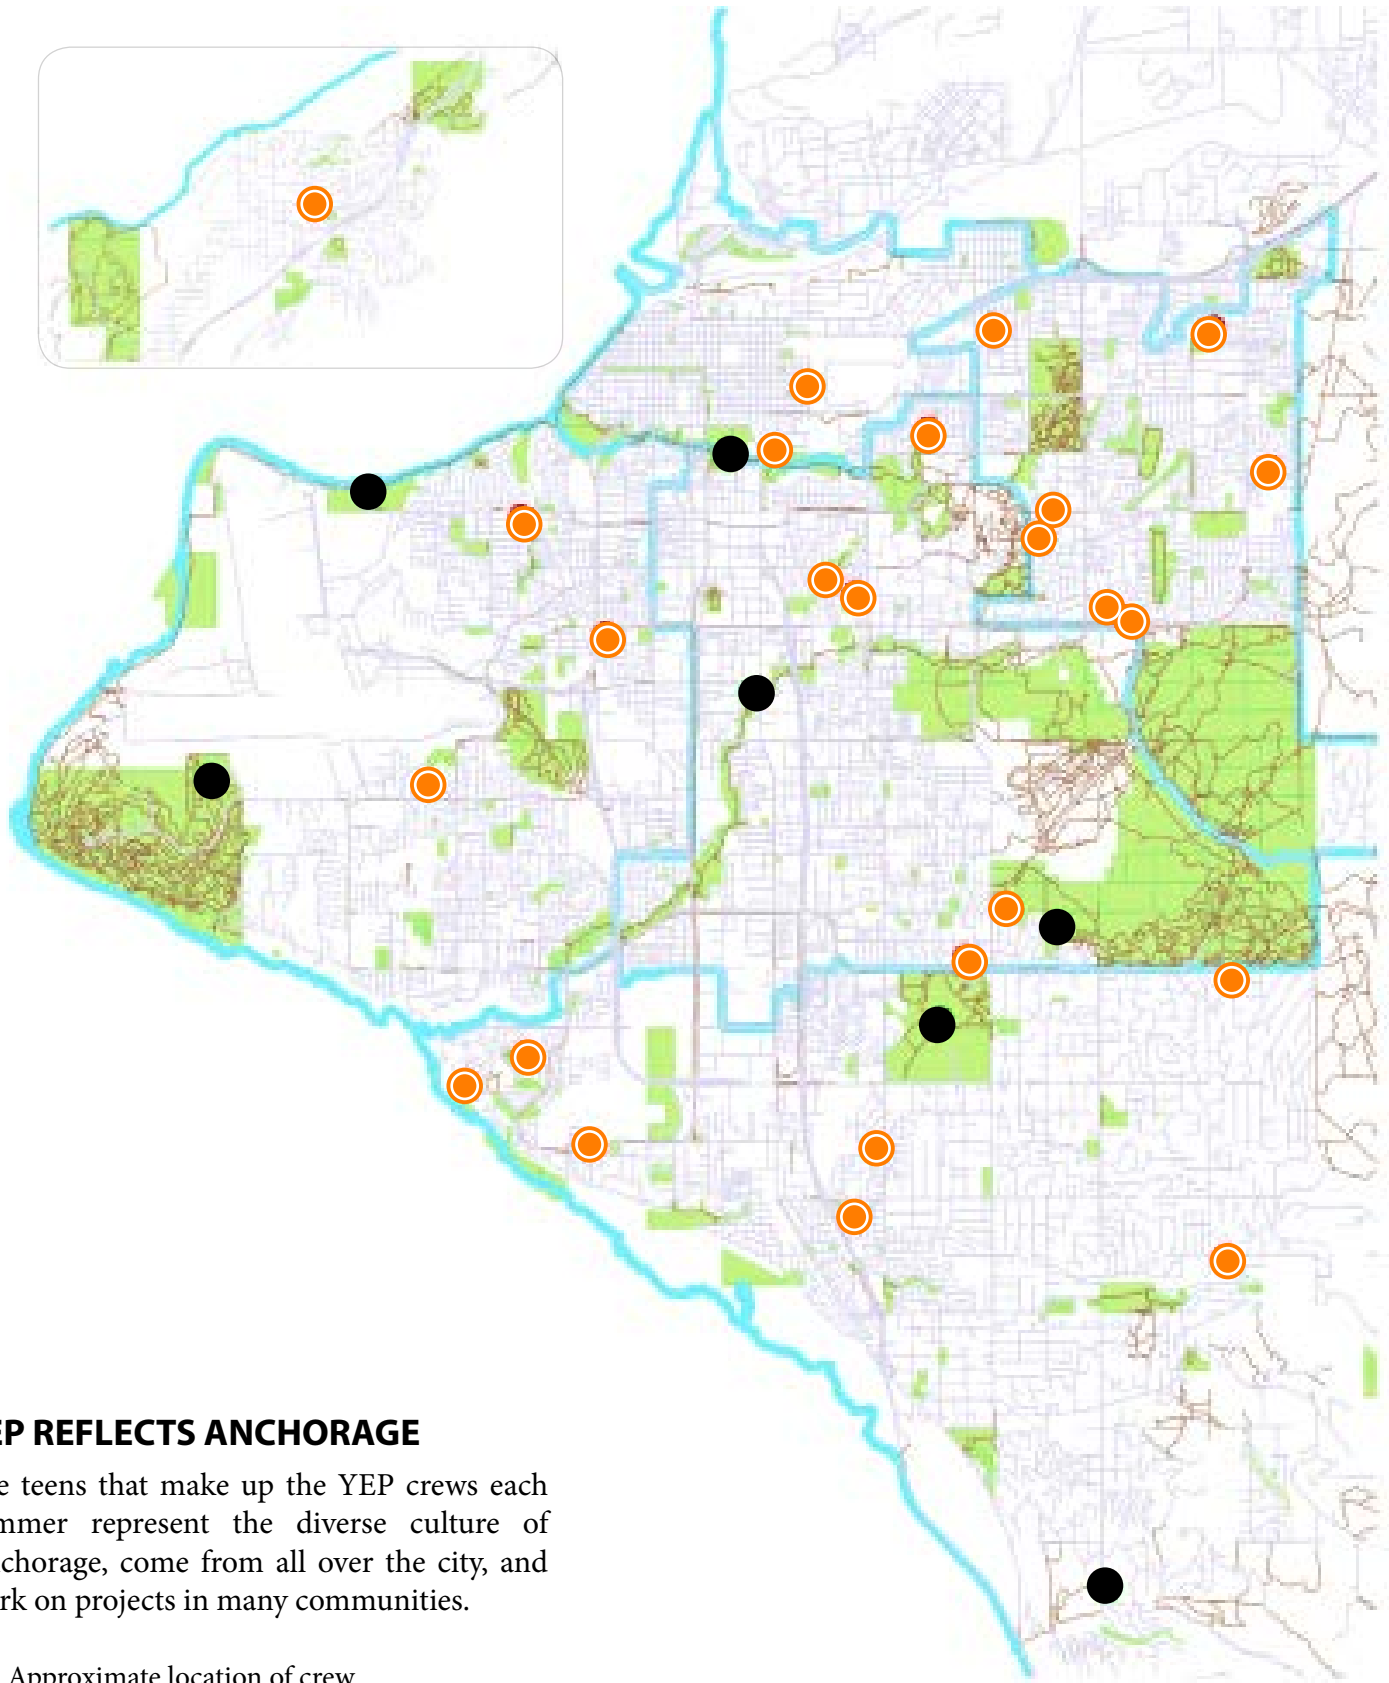 EP REFLECTS ANCHORAGE
e teens that make up the YEP crews each
mmer represent the diverse culture of
chorage, come from all over the city, and
rk on projects in many communities.
Approximate location of crew